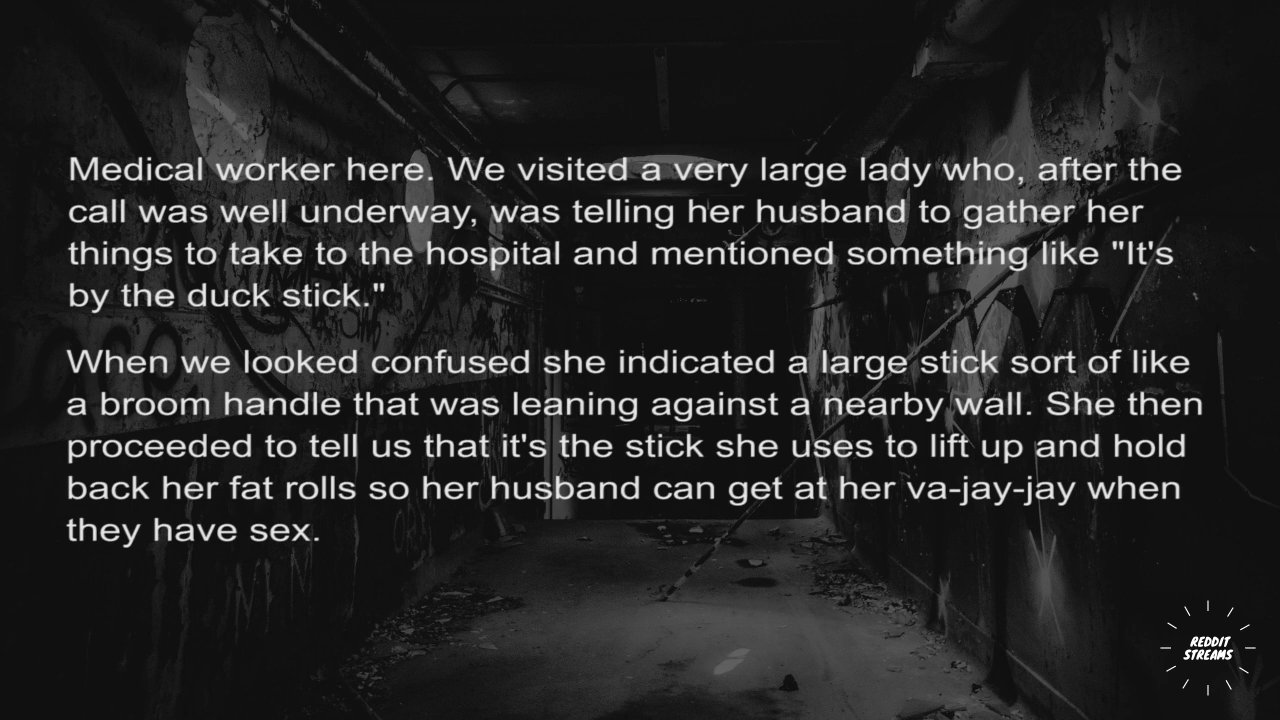 Medical worker here. We visited a very large lady who, after the
call was well underway, was telling her husband to gather her
things to take to the hospital and mentioned something like "It's
by the duck stick."
When we looked confused she indicated a large stick sort of like
a broom handle that was leaning against a nearby wall. She then
proceeded to tell us that it's the stick she uses to lift up and hold
back her fat rolls so her husband can get at her va-jay-jay when
they have sex.
REDDIT
STREAMS